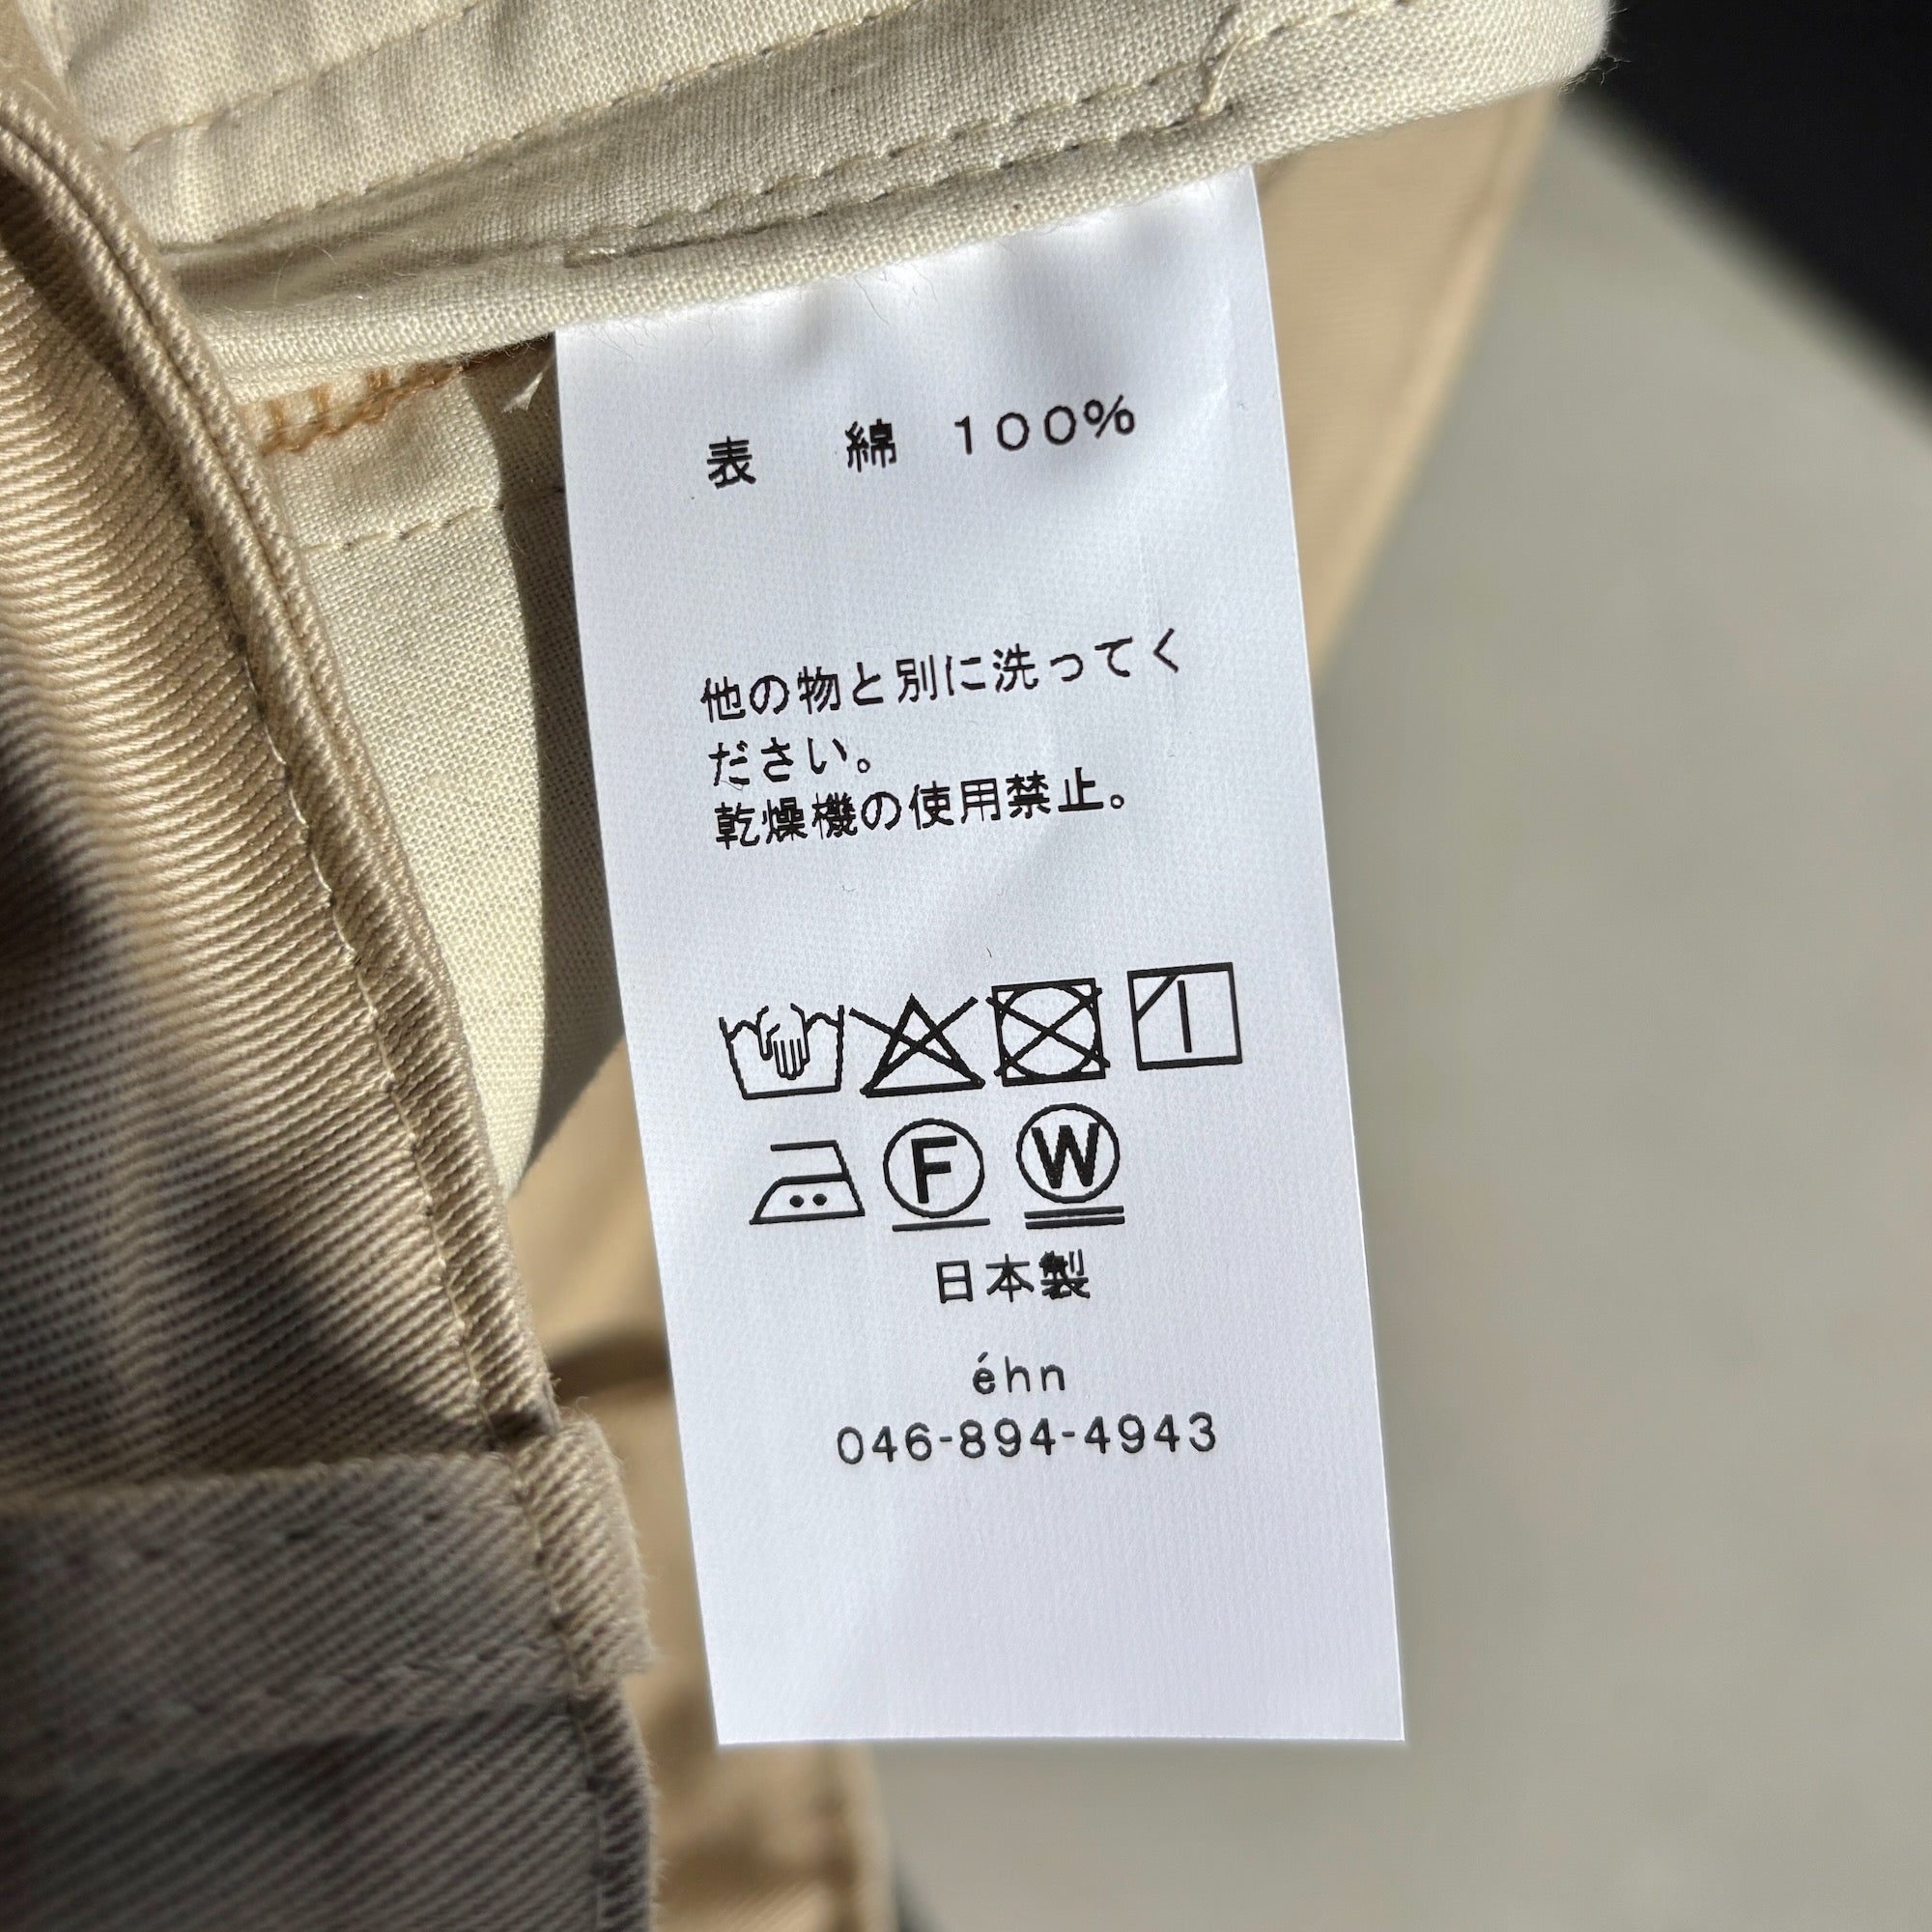 表 綿 100%
他の物と別に洗ってく
ださい。
乾燥機の使用禁止。
F W
日本製
éhn
046-894-4943